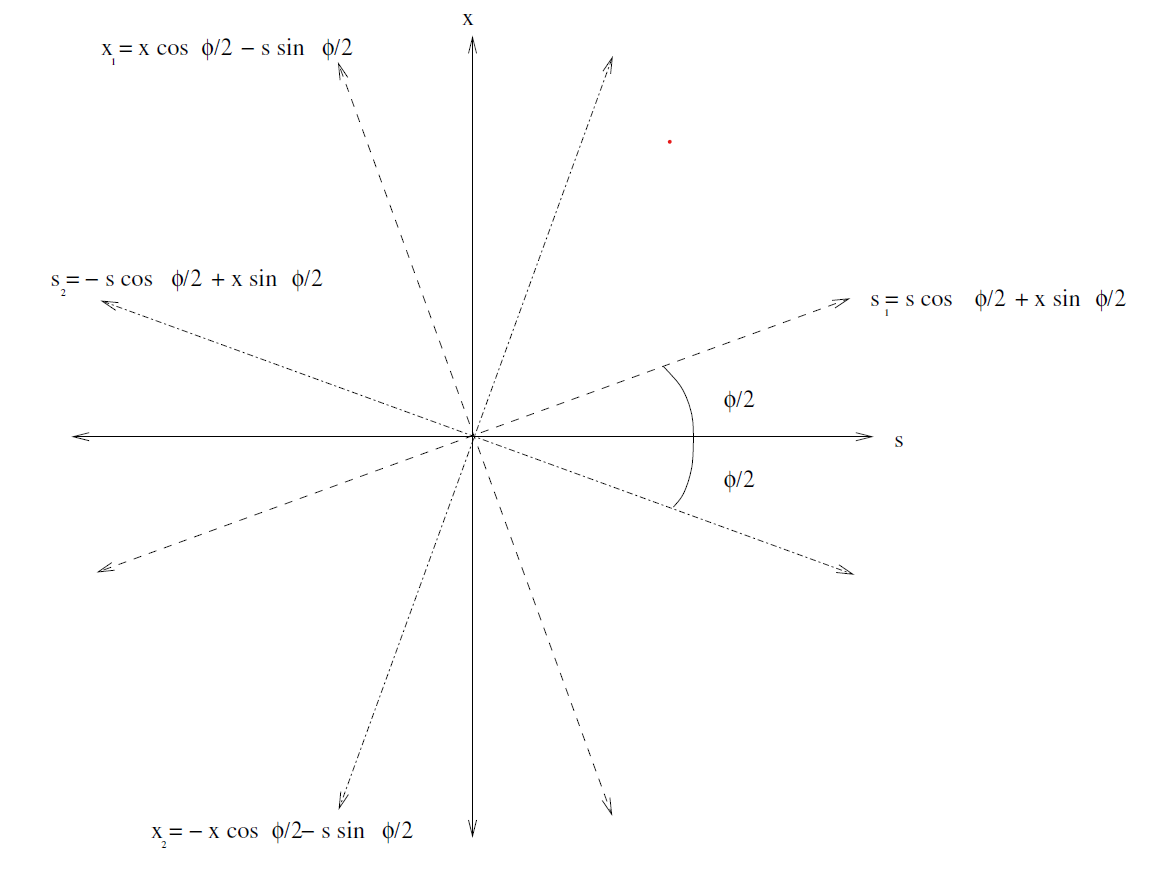 x
x₁= x cos ϕ/2 − s sin ϕ/2
s₂= − s cos ϕ/2 + x sin ϕ/2
s₁= s cos ϕ/2 + x sin ϕ/2
ϕ/2
s
ϕ/2
x₂= − x cos ϕ/2− s sin ϕ/2